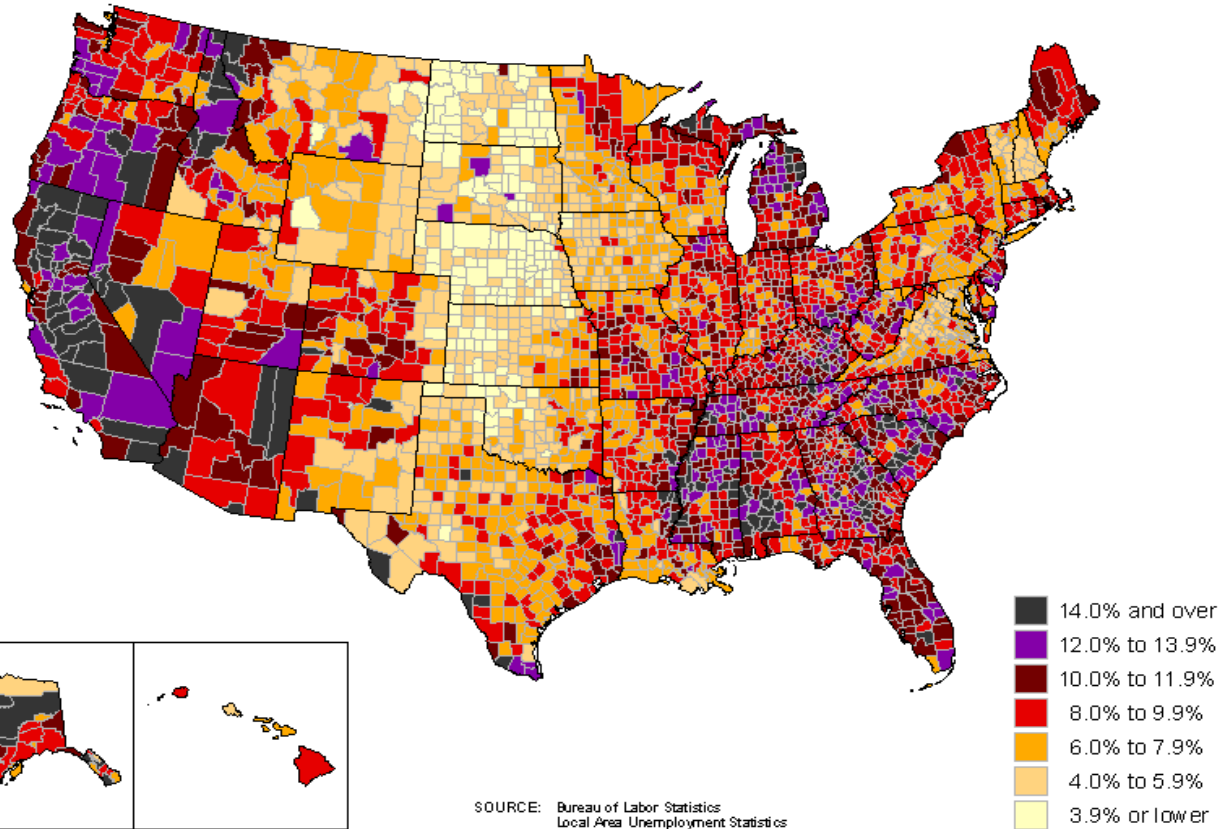 14.0% and over
12.0% to 13.9%
10.0% to 11.9%
8.0% to 9.9%
6.0% to 7.9%
4.0% to 5.9%
3.9% or lower
SOURCE: Bureau of Labor Statistics
Local Area Unemployment Statistics